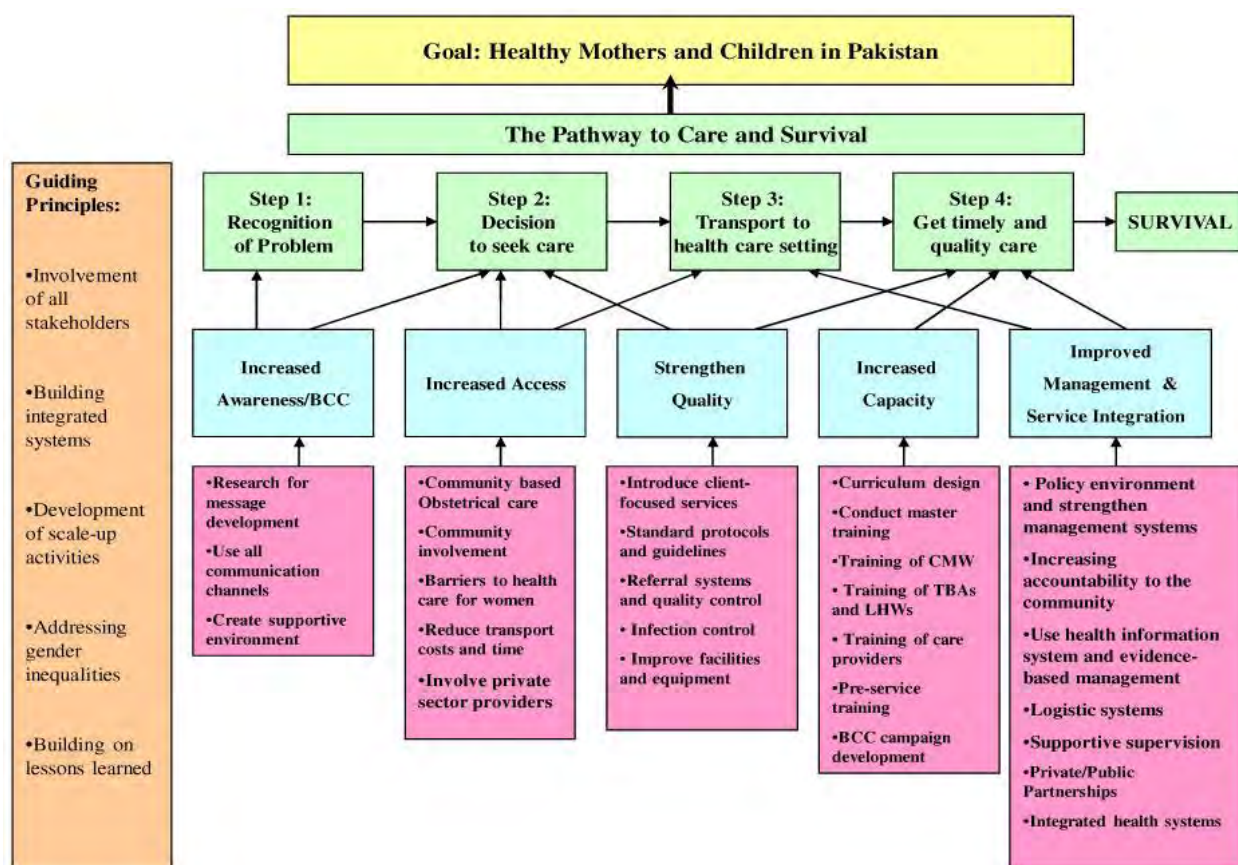 Goal: Healthy Mothers and Children in Pakistan
The Pathway to Care and Survival
Guiding
Principles:
•Involvement
of all
stakeholders
•Building
integrated
systems
•Development
of scale-up
activities
•Addressing
gender
inequalities
•Building on
lessons learned
Step 1:
Recognition
of Problem
Step 2:
Decision
to seek care
Step 3:
Transport to
health care setting
Step 4:
Get timely and
quality care
SURVIVAL
Increased
Awareness/BCC
Increased Access
Strengthen
Quality
Increased
Capacity
Improved
Management &
Service Integration
•Research for
message
development
•Use all
communication
channels
•Create supportive
environment
•Community based
Obstetrical care
•Community
involvement
•Barriers to health
care for women
•Reduce transport
costs and time
•Involve private
sector providers
•Introduce client-
focused services
•Standard protocols
and guidelines
•Referral systems
and quality control
• Infection control
• Improve facilities
and equipment
•Curriculum design
•Conduct master
training
•Training of CMW
• Training of TBAs
and LHWs
• Training of care
providers
•Pre-service
training
•BCC campaign
development
• Policy environment
and strengthen
management systems
•Increasing
accountability to the
community
•Use health information
system and evidence-
based management
•Logistic systems
•Supportive supervision
•Private/Public
Partnerships
•Integrated health systems